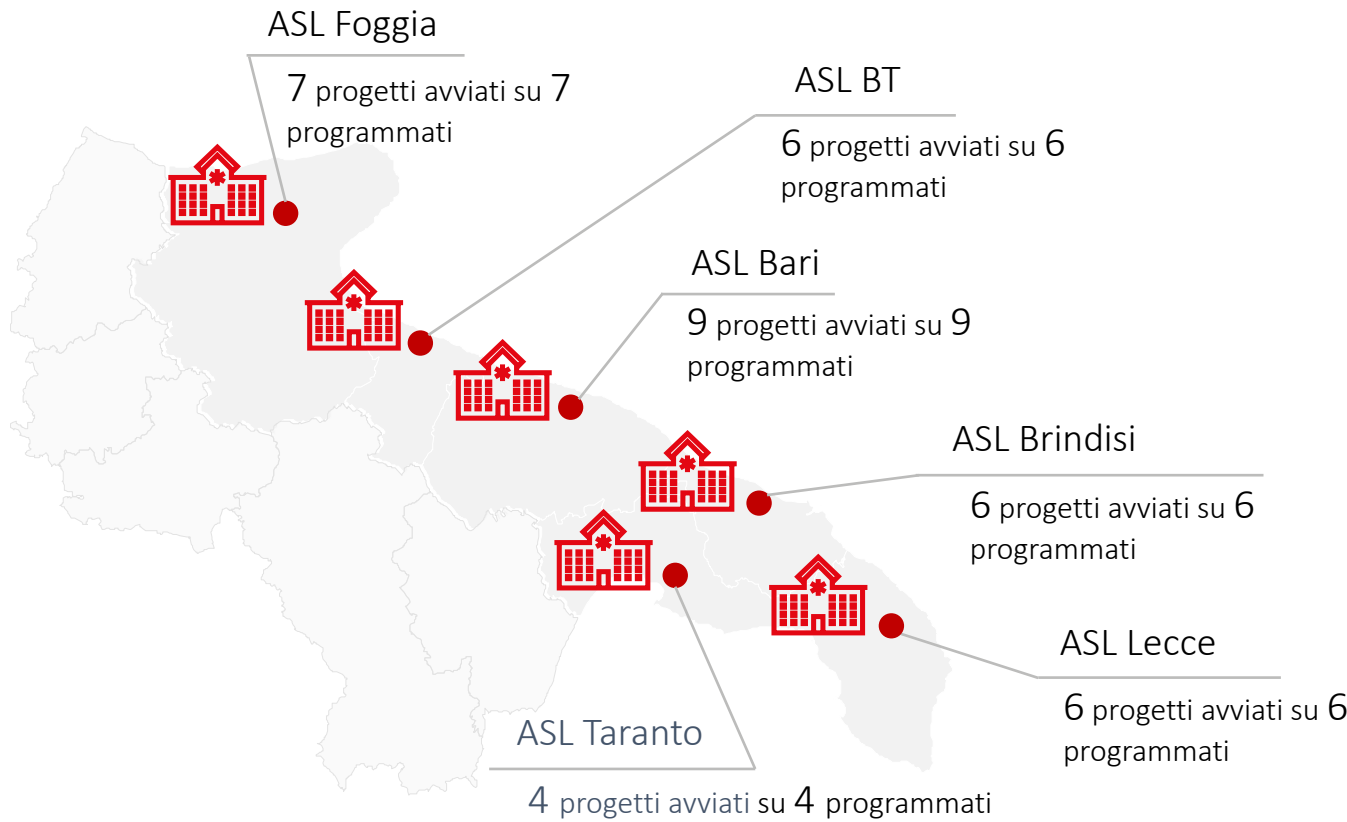 ASL Foggia
7 progetti avviati su 7
programmati
ASL BT
6 progetti avviati su 6
programmati
ASL Bari
9 progetti avviati su 9
programmati
ASL Brindisi
6 progetti avviati su 6
programmati
ASL Lecce
6 progetti avviati su 6
programmati
ASL Taranto
4 progetti avviati su 4 programmati